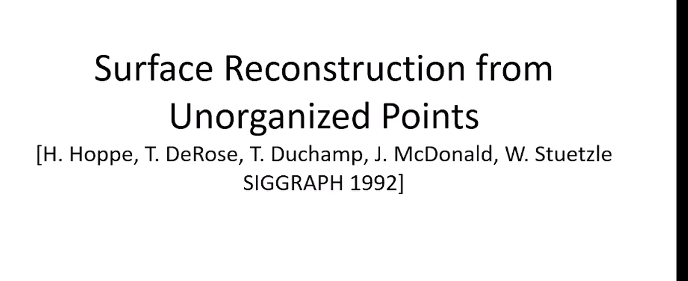 Surface Reconstruction from
Unorganized Points
[H. Hoppe, T. DeRose, T. Duchamp, J. McDonald, W. Stuetzle
SIGGRAPH 1992]